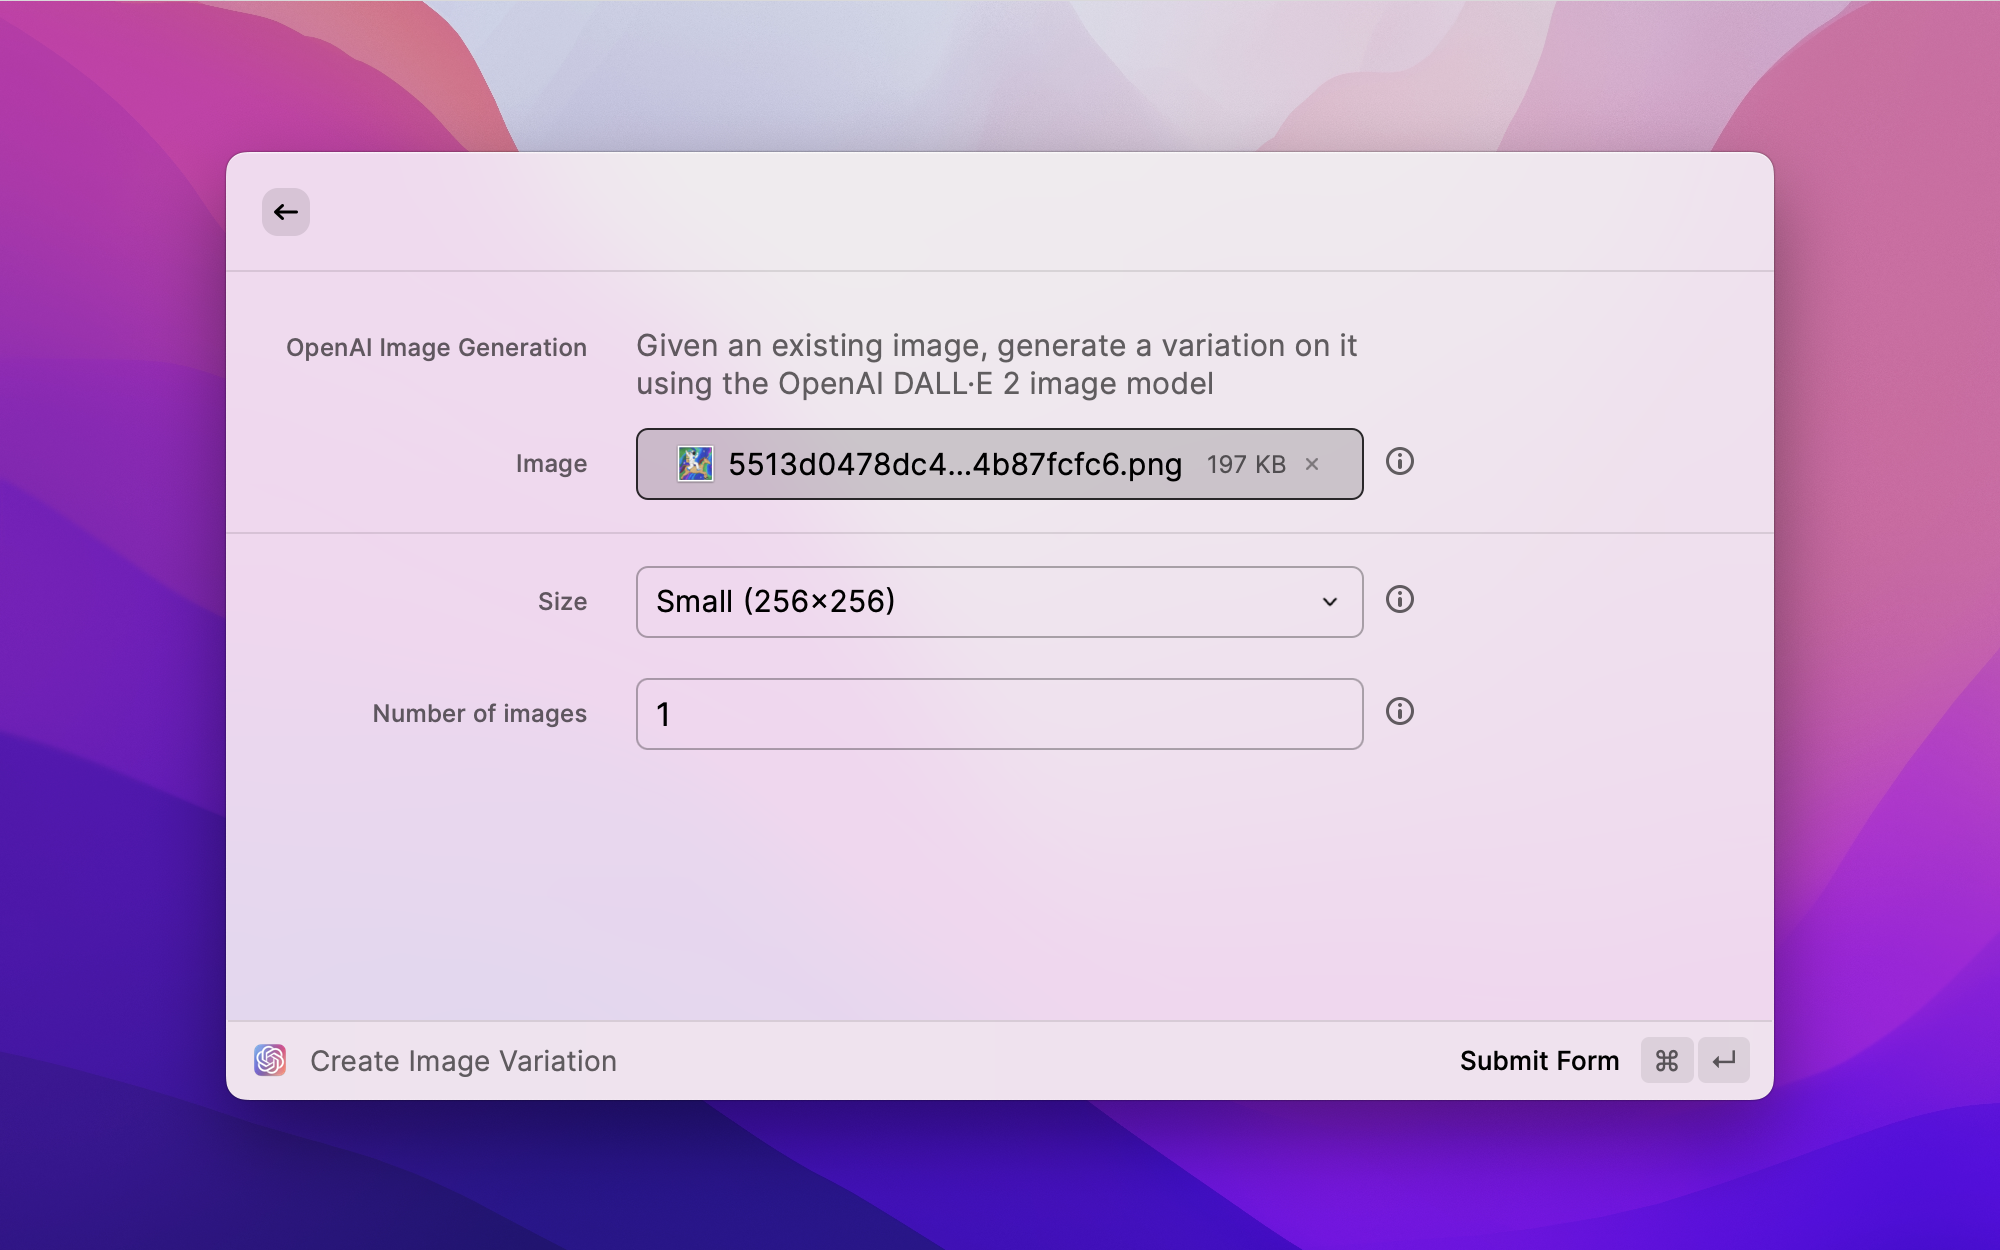 OpenAI Image Generation
Given an existing image, generate a variation on it
using the OpenAI DALL·E 2 image model
Image
5513d0478dc4...4b87fcfc6.png 197 KB ×
Size
Small (256×256)
Number of images
1
Create Image Variation
Submit Form ⌘ ↵